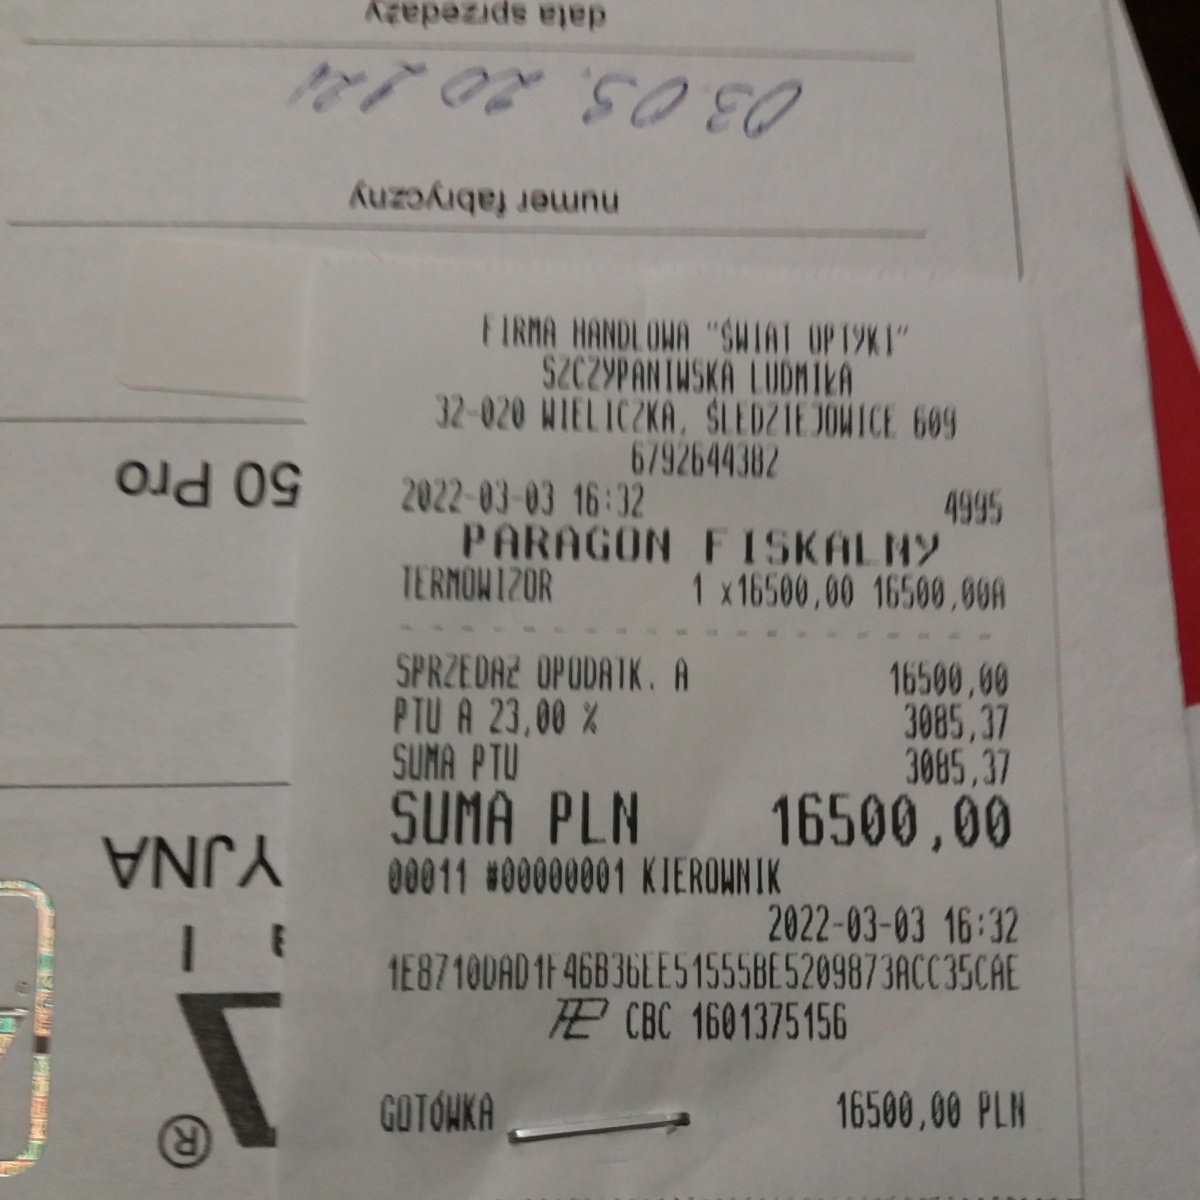 data sprzedaży
03.03.2022r
numer fabryczny
FIRMA HANDLOWA "ŚWIAT OPTYKI"
SZCZYPANIWSKA LUDMIŁA
32-020 WIELICZKA, ŚLEDZIEJOWICE 609
6792644382
2022-03-03 16:32 4995
PARAGON FISKALNY
TERMOWIZOR 1 x16500,00 16500,00A
SPRZEDAŻ OPODATK. A 16500,00
PTU A 23,00 % 3085,37
SUMA PTU 3085,37
SUMA PLN 16500,00
00011 #00000001 KIEROWNIK
2022-03-03 16:32
1E8710DAD1F46B36LE51555BE5209873ACC35CAE
CBC 1601375156
GOTÓWKA 16500,00 PLN
50 Pro
YJNA